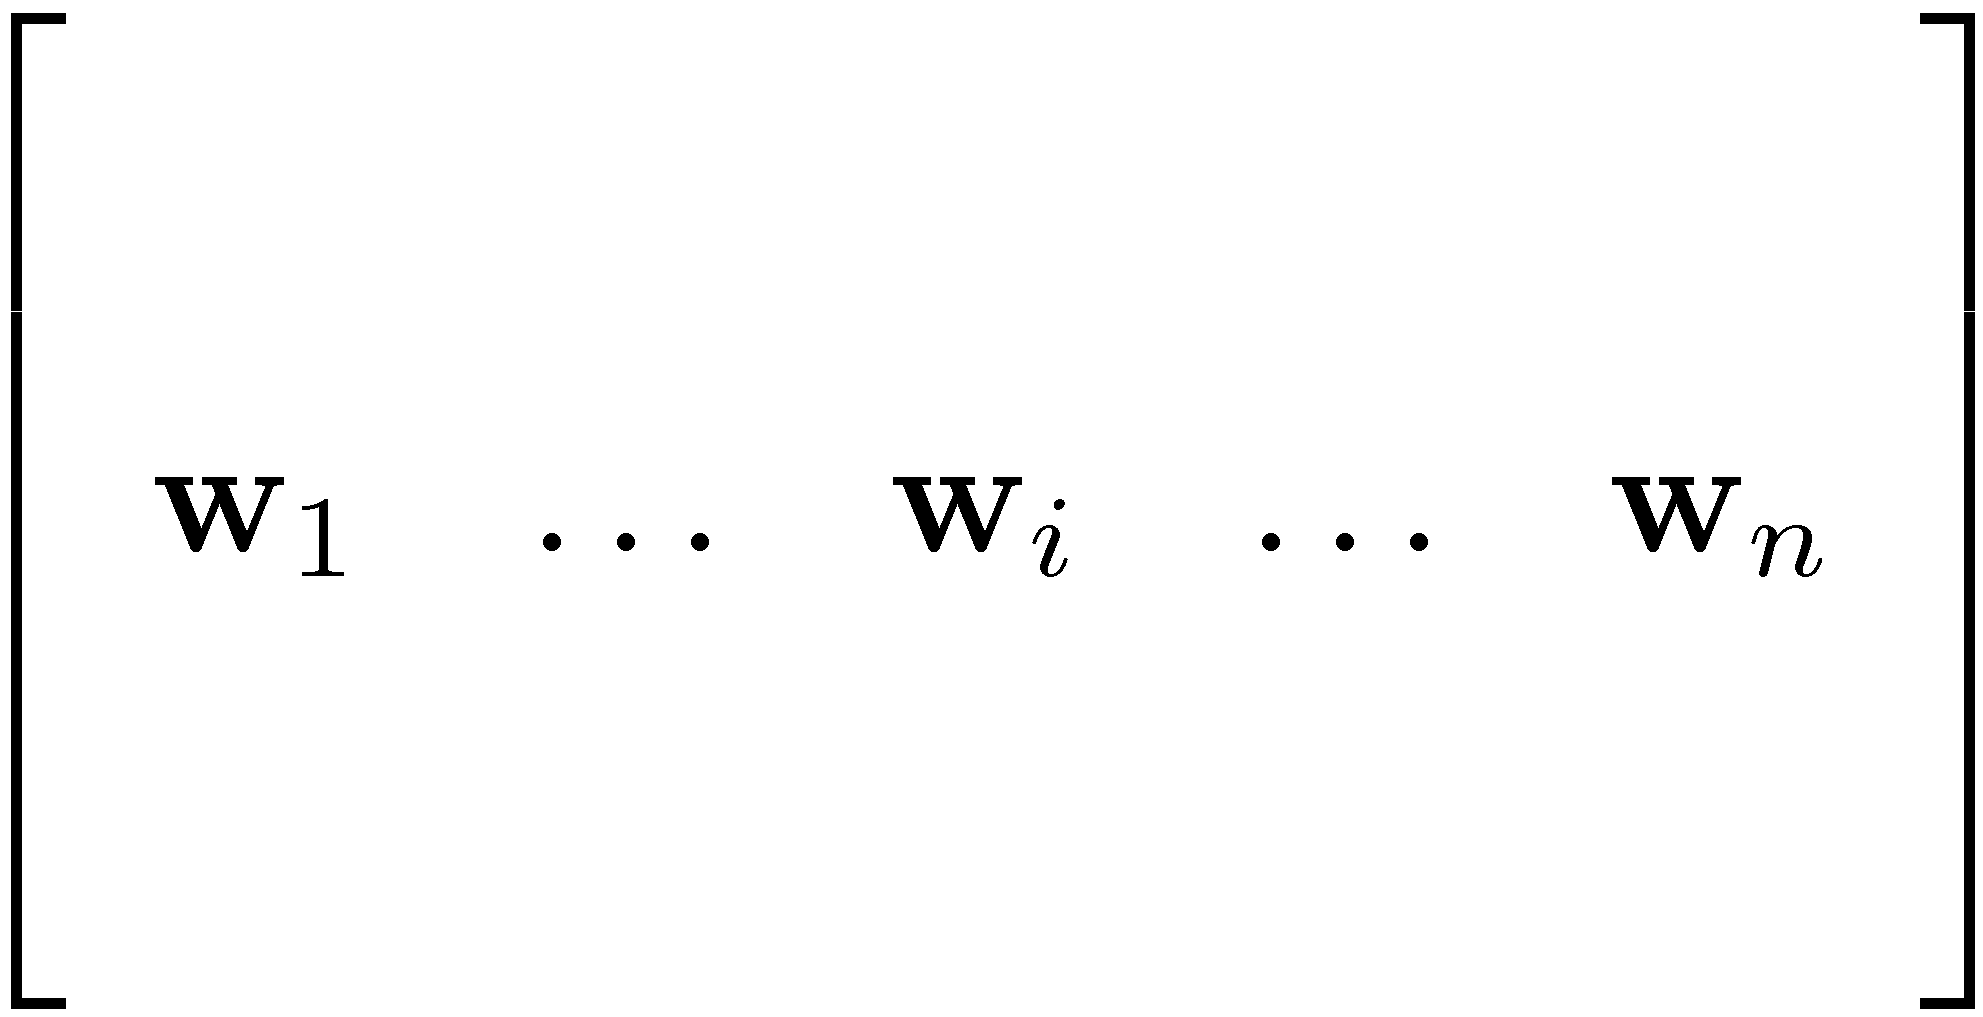 [ w₁ ... wᵢ ... wₙ ]